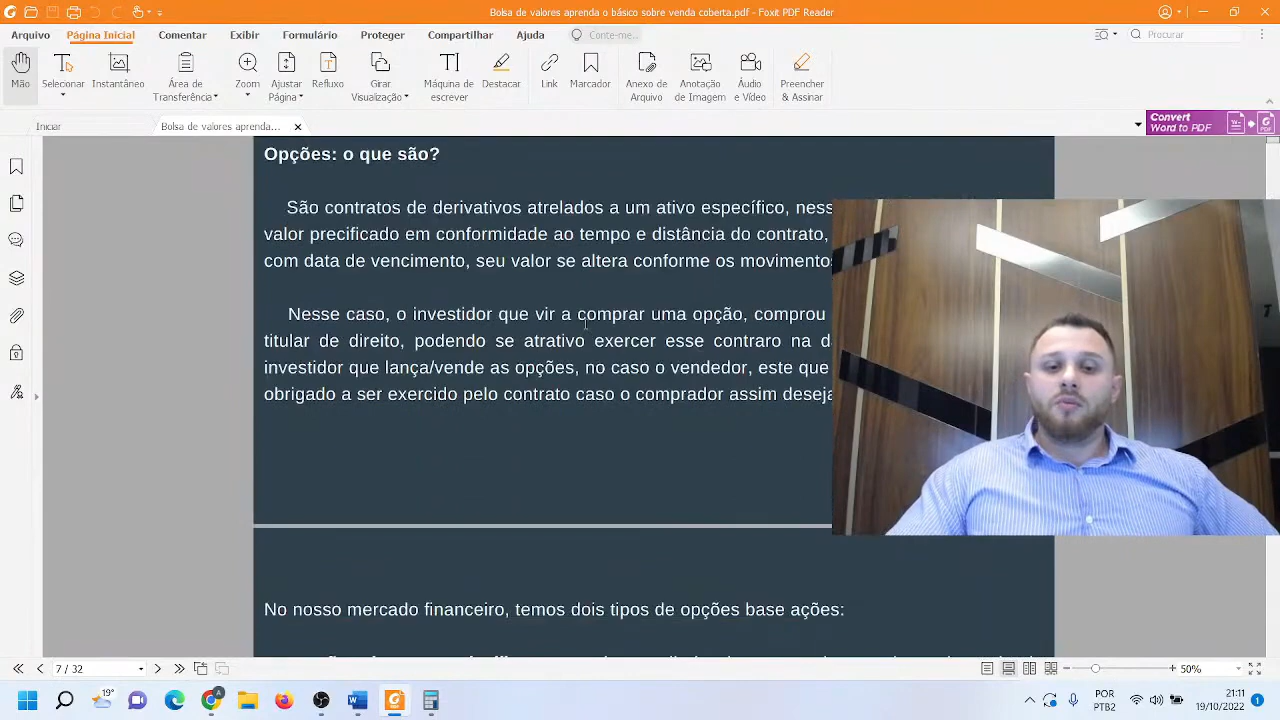 Bolsa de valores aprenda o básico sobre venda coberta.pdf - Foxit PDF Reader
Arquivo Página Inicial Comentar Exibir Formulário Proteger Compartilhar Ajuda Conte-me... Procurar
Mão Selecionar Instantâneo Área de Transferência Zoom Ajustar Página Refluxo Girar Visualização Máquina de escrever Destacar Link Marcador Anexo de Arquivo Anotação de Imagem Áudio e Vídeo Preencher & Assinar
Iniciar Bolsa de valores aprenda... Convert Word to PDF
Opções: o que são?
São contratos de derivativos atrelados a um ativo específico, ness
valor precificado em conformidade ao tempo e distância do contrato,
com data de vencimento, seu valor se altera conforme os movimentos
Nesse caso, o investidor que vir a comprar uma opção, comprou
titular de direito, podendo se atrativo exercer esse contraro na d
investidor que lança/vende as opções, no caso o vendedor, este que
obrigado a ser exercido pelo contrato caso o comprador assim deseja
No nosso mercado financeiro, temos dois tipos de opções base ações:
7 / 32 50%
19° POR 21:11
PTB2 19/10/2022